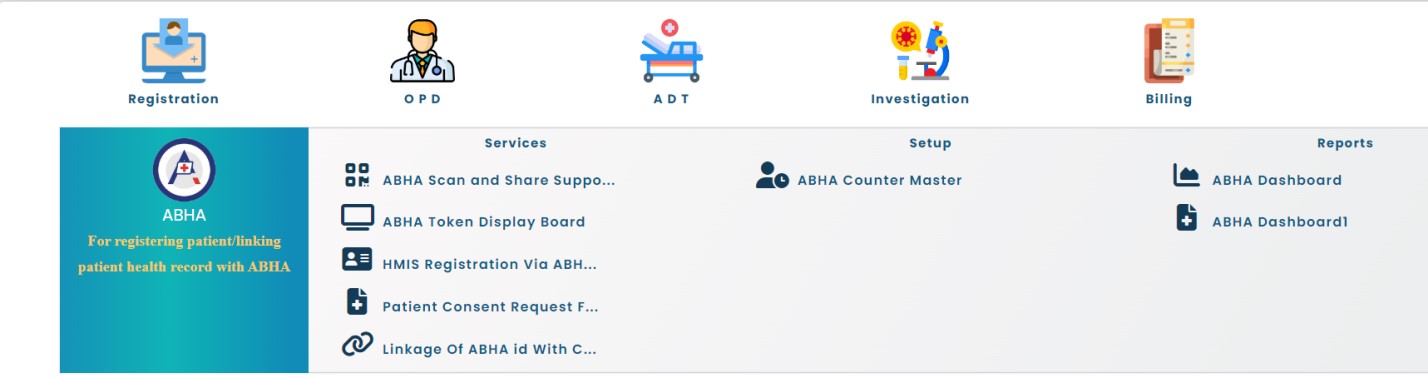 Registration
O P D
A D T
Investigation
Billing
ABHA
For registering patient/linking
patient health record with ABHA
Services
ABHA Scan and Share Suppo...
ABHA Token Display Board
HMIS Registration Via ABH...
Patient Consent Request F...
Linkage Of ABHA id With C...
Setup
ABHA Counter Master
Reports
ABHA Dashboard
ABHA Dashboard1